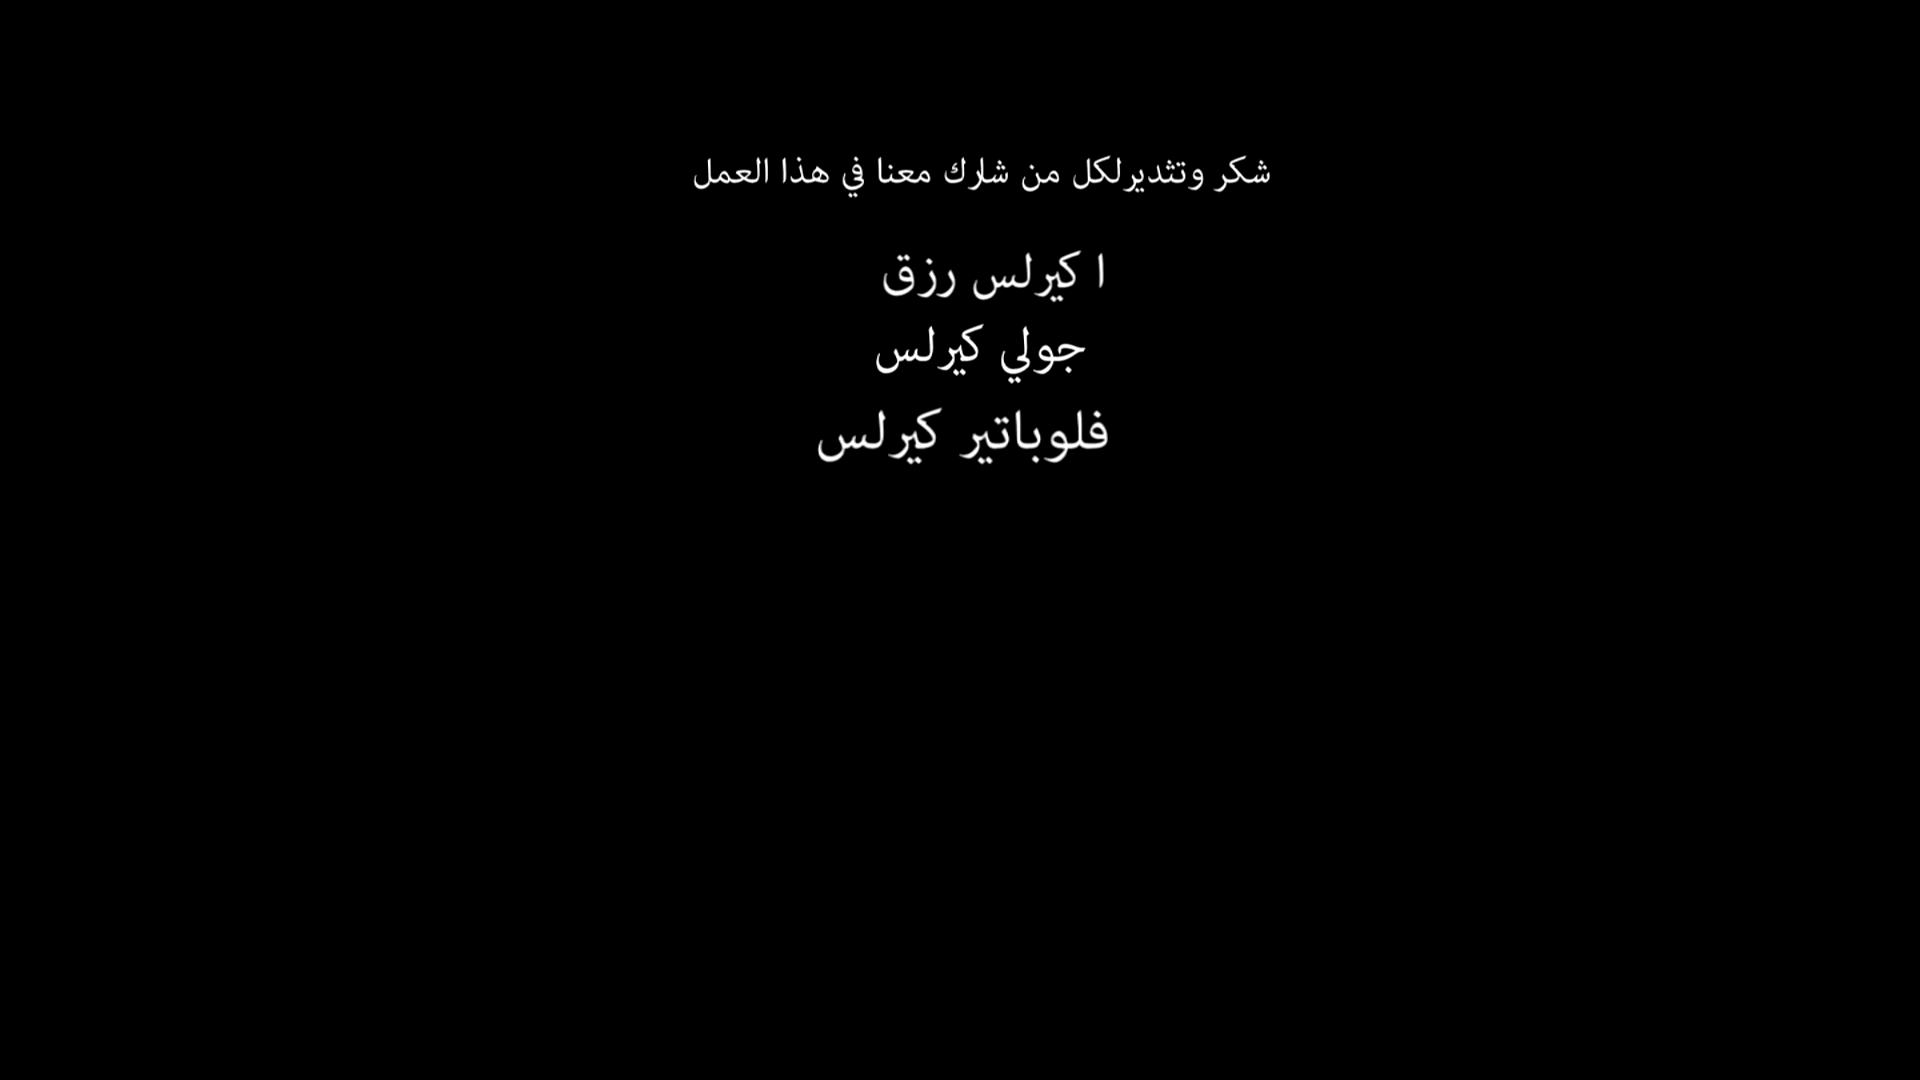 شكر وتثديرلكل من شارك معنا في هذا العمل
ا كيرلس رزق
جولي كيرلس
فلوباتير كيرلس